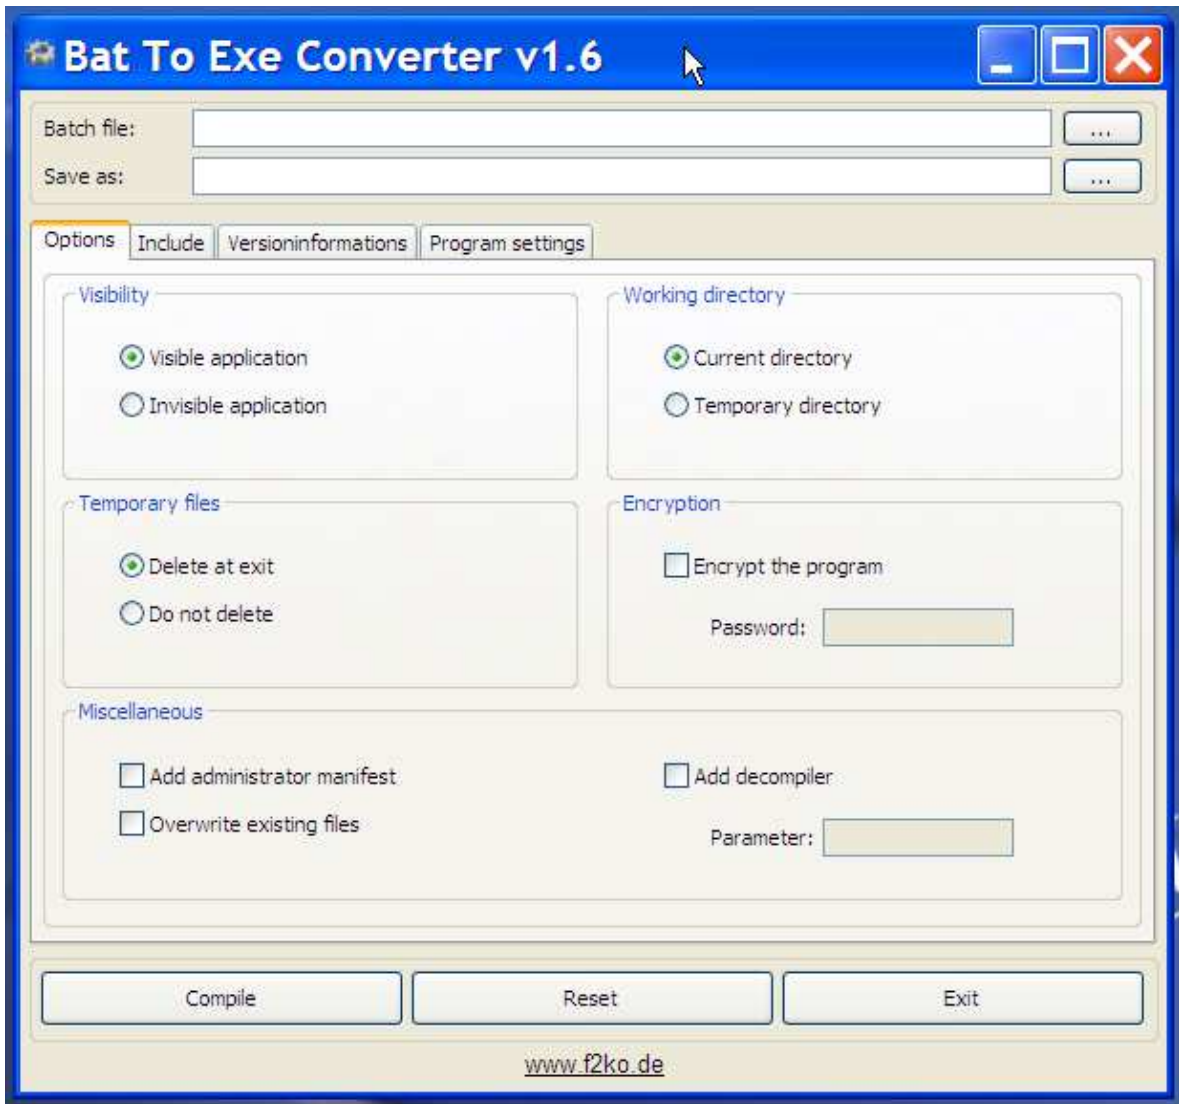 Bat To Exe Converter v1.6
Batch file: ...
Save as: ...
Options Include Versioninformations Program settings
Visibility Working directory
Visible application Current directory
Invisible application Temporary directory
Temporary files Encryption
Delete at exit Encrypt the program
Do not delete Password:
Miscellaneous
Add administrator manifest Add decompiler
Overwrite existing files Parameter:
Compile Reset Exit
www.f2ko.de